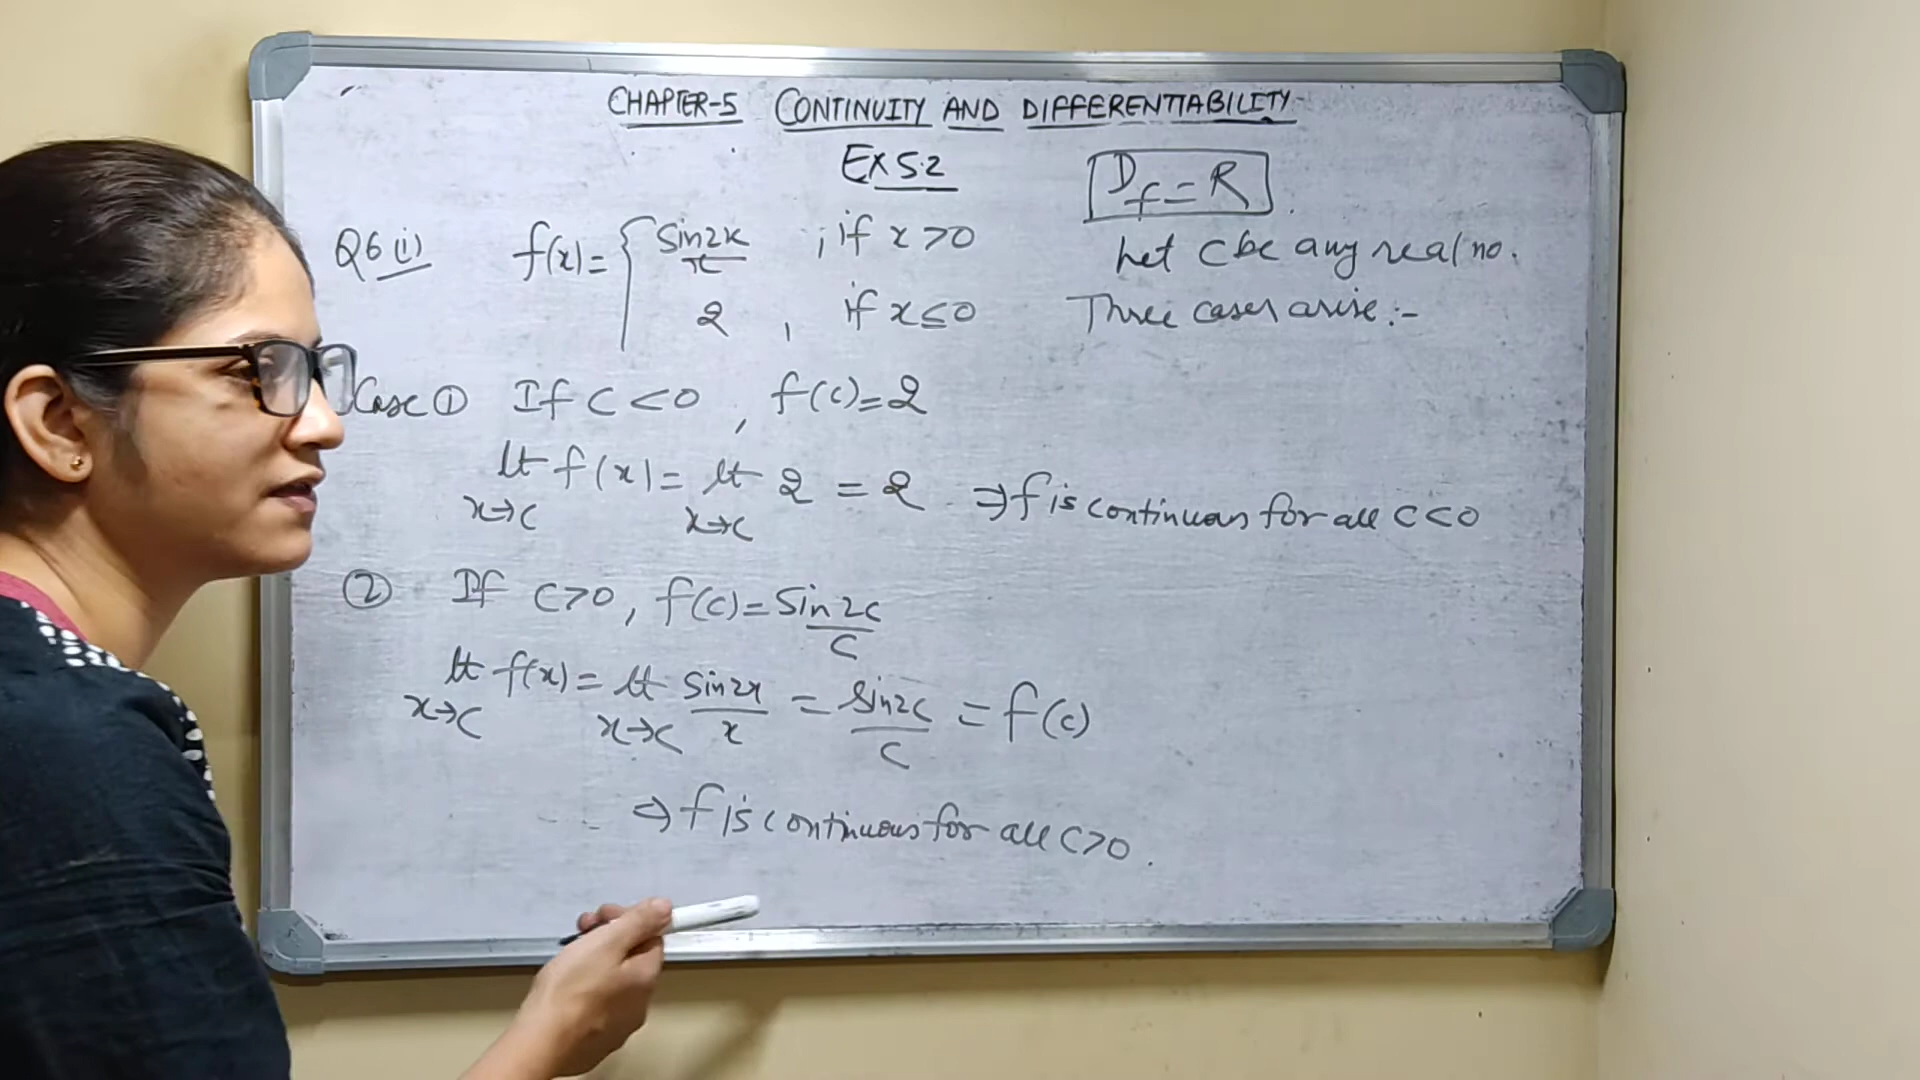 CHAPTER-5 CONTINUITY AND DIFFERENTIABILITY
EX 5.2
D_f = R
Q6 (i) f(x) = { sin2x/x ; if x > 0
2 , if x ≤ 0
Let c be any real no.
Three cases arise :-
Case ① If c < 0 , f(c) = 2
lt x→c f(x) = lt x→c 2 = 2 ⇒ f is continuous for all c < 0
② If c > 0 , f(c) = sin2c/c
lt x→c f(x) = lt x→c sin2x/x = sin2c/c = f(c)
⇒ f is continuous for all c > 0 .